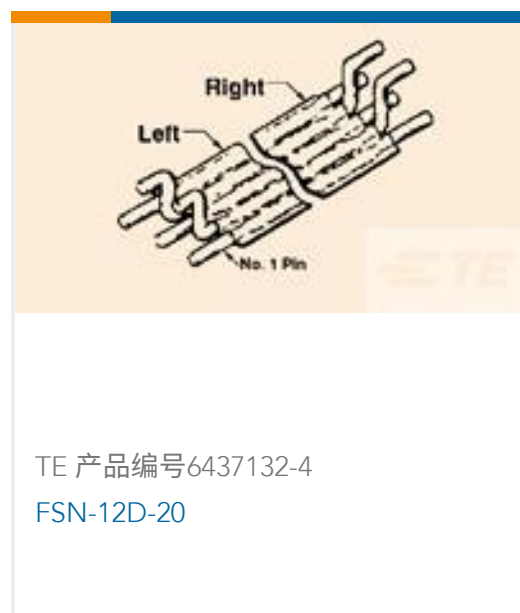 Right
Left
No. 1 Pin
TE
TE 产品编号6437132-4
FSN-12D-20